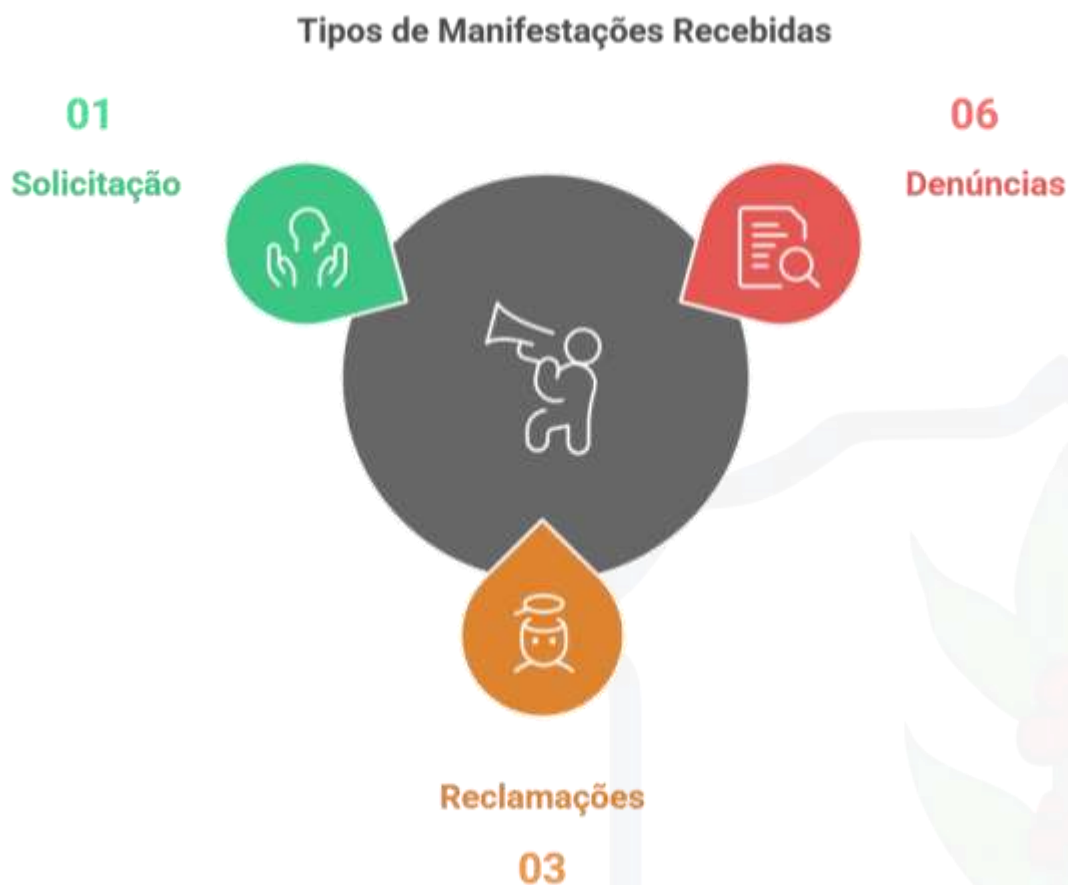 Tipos de Manifestações Recebidas
01
Solicitação
06
Denúncias
Reclamações
03